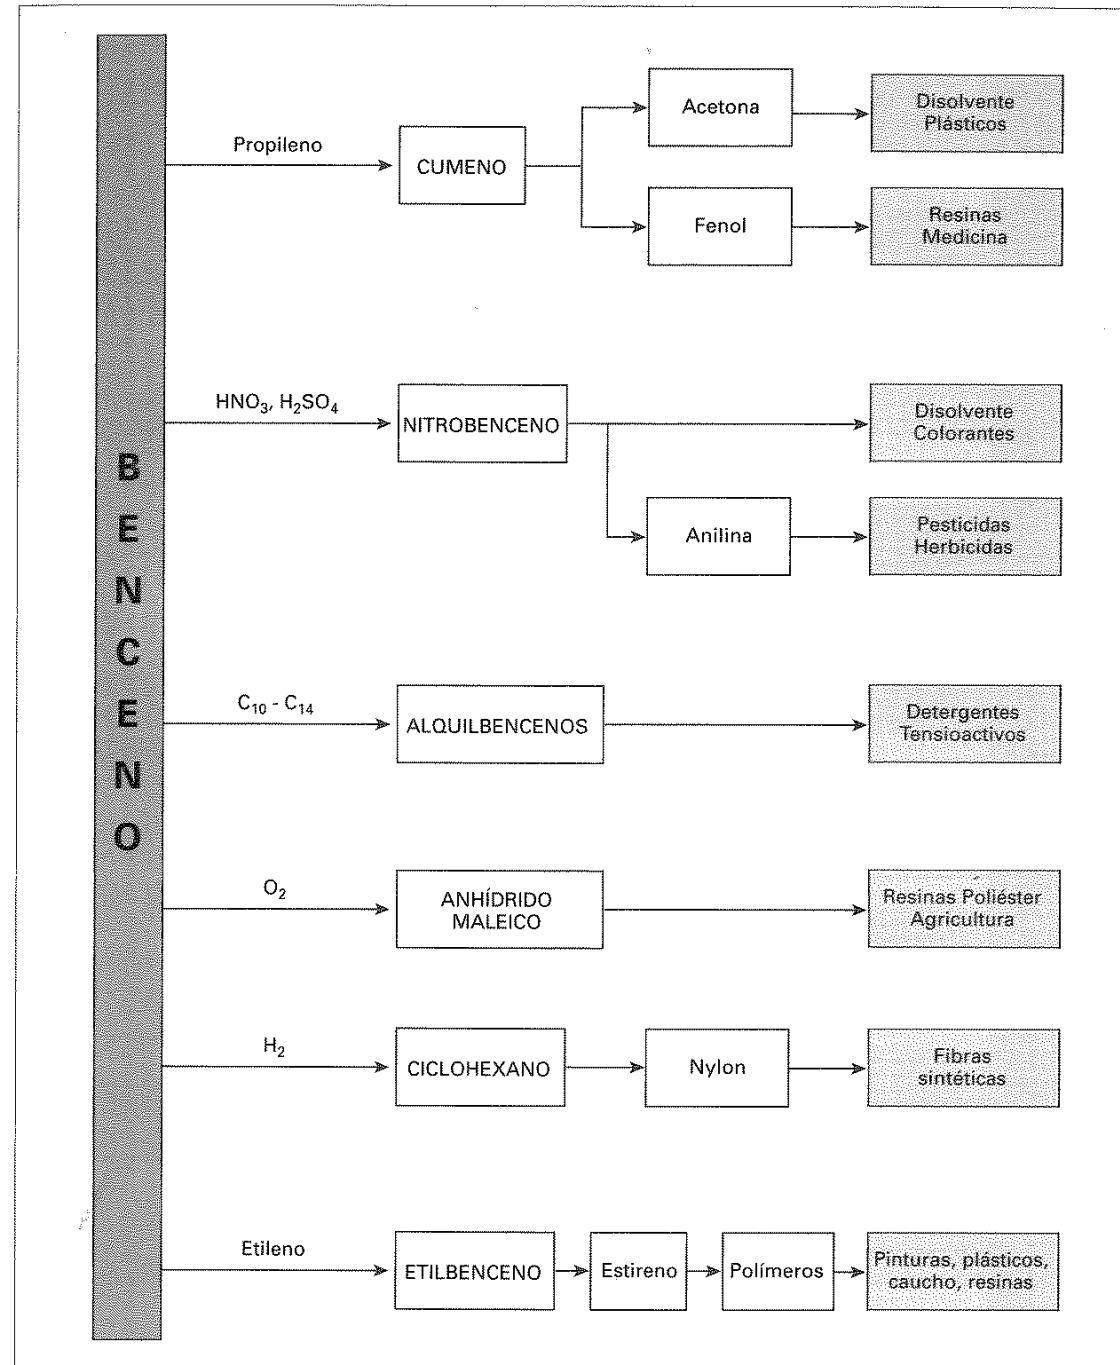 BENCENO
Propileno
CUMENO
Acetona
Disolvente
Plásticos
Fenol
Resinas
Medicina
HNO₃, H₂SO₄
NITROBENCENO
Disolvente
Colorantes
Anilina
Pesticidas
Herbicidas
C₁₀ - C₁₄
ALQUILBENCENOS
Detergentes
Tensioactivos
O₂
ANHÍDRIDO
MALEICO
Resinas Poliéster
Agricultura
H₂
CICLOHEXANO
Nylon
Fibras
sintéticas
Etileno
ETILBENCENO
Estireno
Polímeros
Pinturas, plásticos,
caucho, resinas